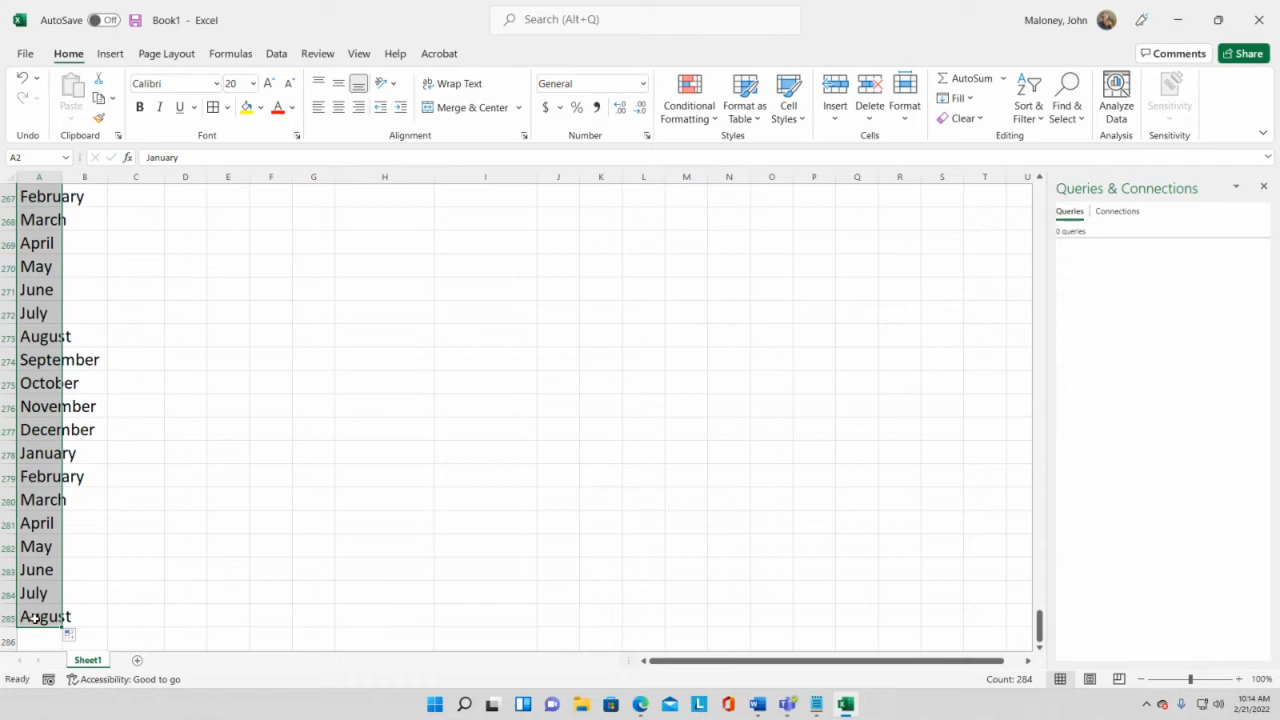 AutoSave Off Book1 - Excel Search (Alt+Q) Maloney, John
File Home Insert Page Layout Formulas Data Review View Help Acrobat Comments Share
Calibri 20 Wrap Text General AutoSum
Paste B I U Merge & Center $ % Conditional Formatting Format as Table Cell Styles Insert Delete Format Fill Clear Sort & Filter Find & Select Analyze Data Sensitivity
Undo Clipboard Font Alignment Number Styles Cells Editing Analysis Sensitivity
A2 fx January
A B C D E F G H I J K L M N O P Q R S T U
267 February
268 March
269 April
270 May
271 June
272 July
273 August
274 September
275 October
276 November
277 December
278 January
279 February
280 March
281 April
282 May
283 June
284 July
285 August
286
Queries & Connections
Queries Connections
0 queries
Sheet1
Ready Accessibility: Good to go Count: 284 100%
10:14 AM
2/21/2022